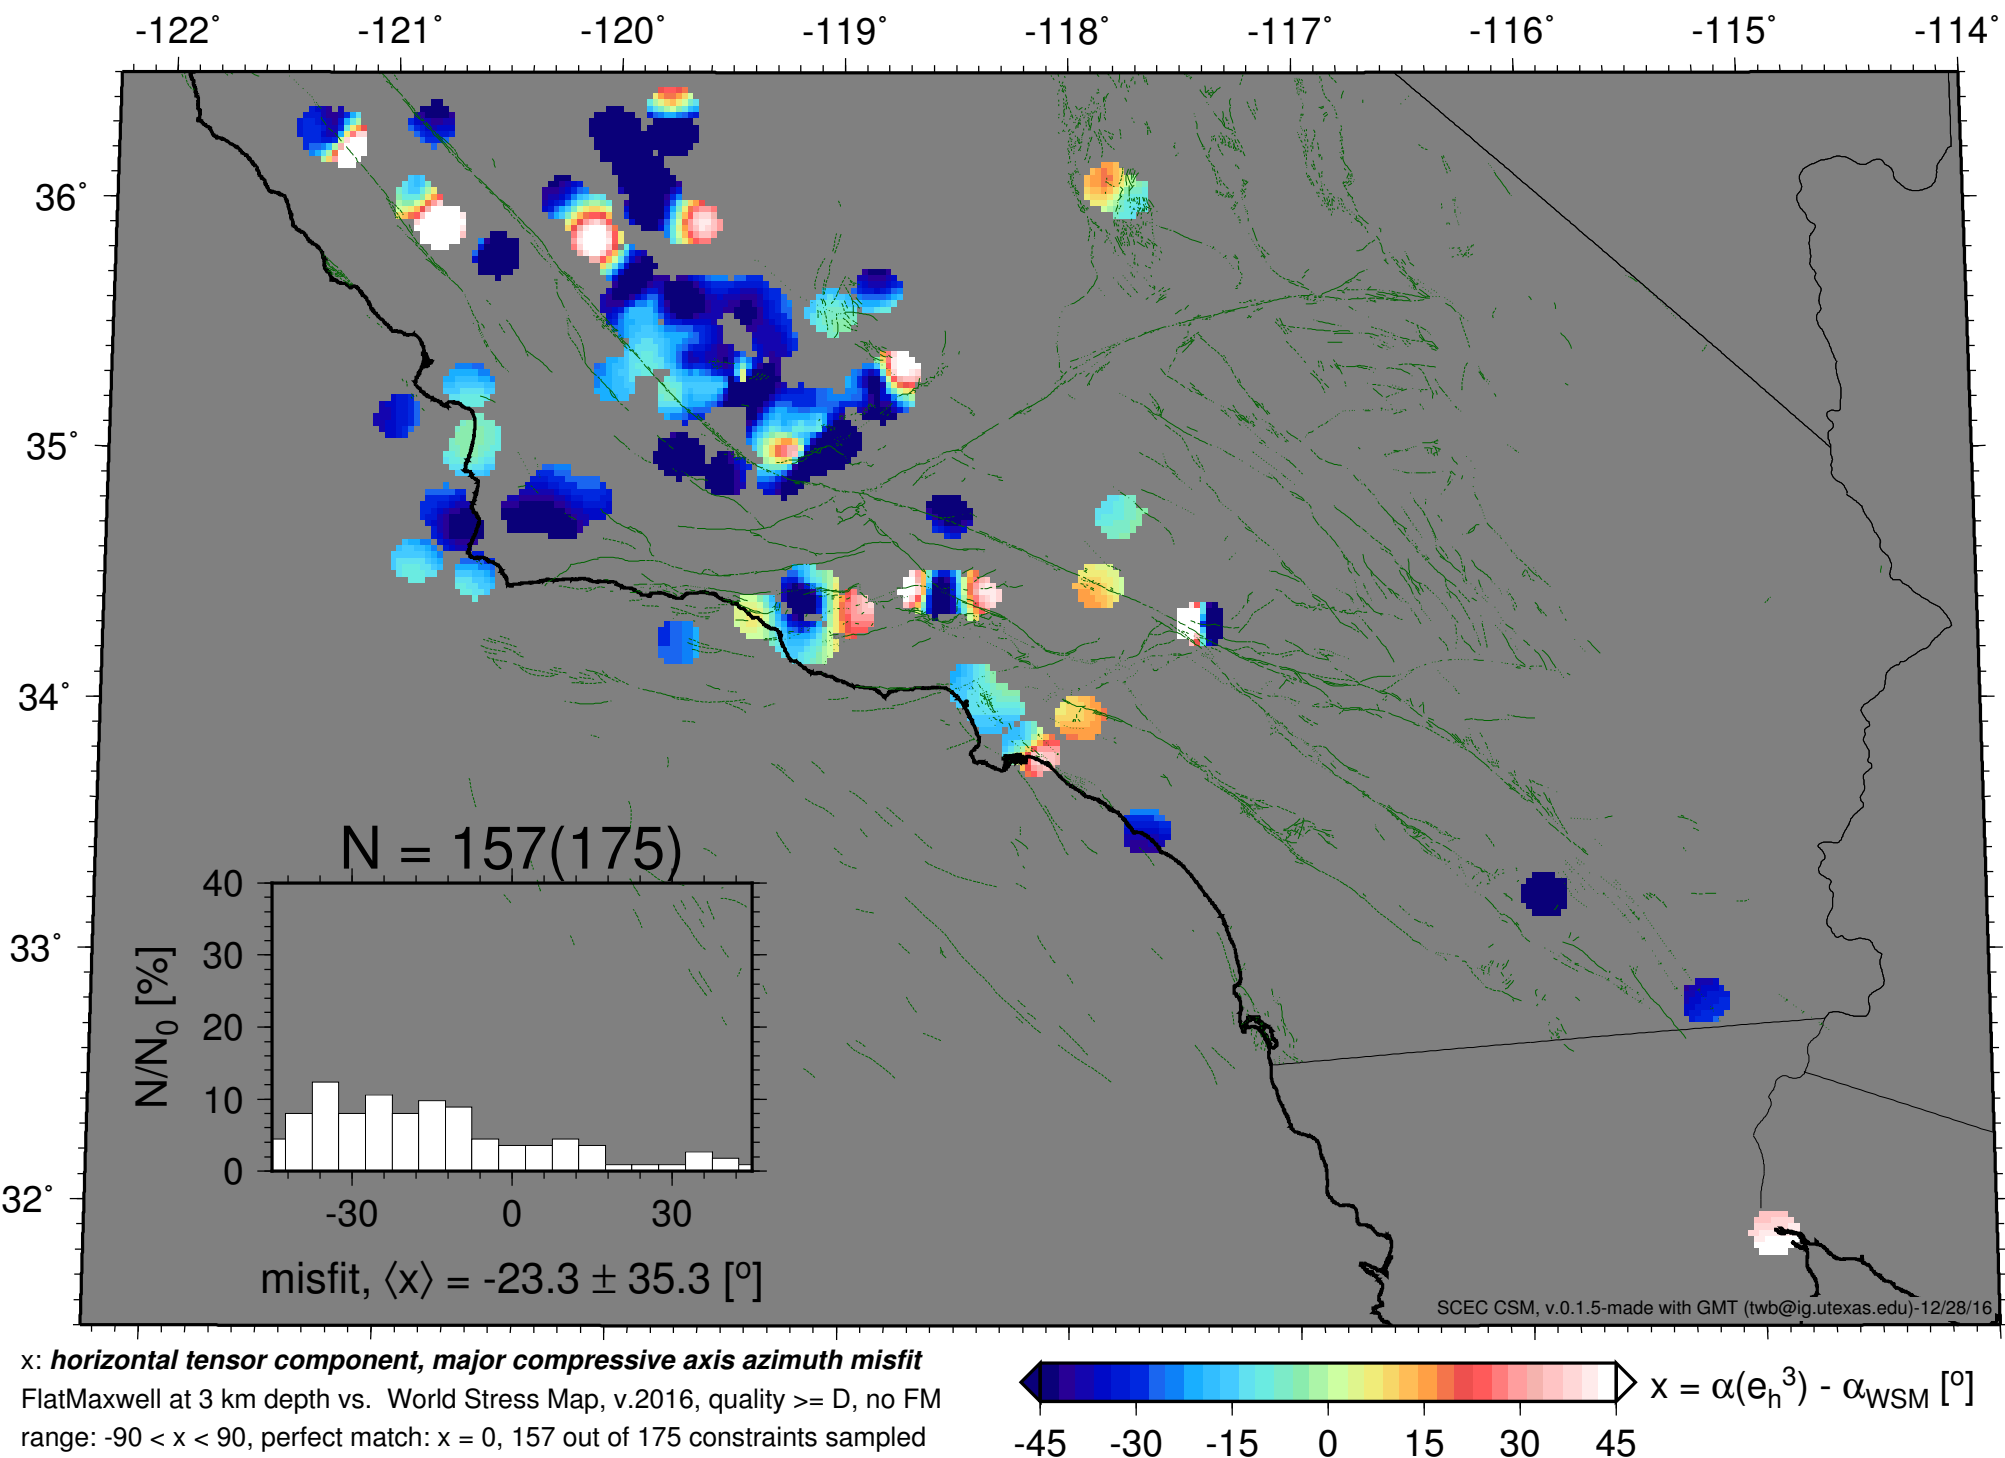 -122˚ -121˚ -120˚ -119˚ -118˚ -117˚ -116˚ -115˚ -114˚
36˚
35˚
34˚
33˚
32˚
N = 157(175)
40
30
20
10
0
N/N0 [%]
-30 0 30
misfit, ⟨x⟩ = -23.3 ± 35.3 [º]
SCEC CSM, v.0.1.5-made with GMT (twb@ig.utexas.edu)-12/28/16
x: horizontal tensor component, major compressive axis azimuth misfit
FlatMaxwell at 3 km depth vs. World Stress Map, v.2016, quality >= D, no FM
range: -90 < x < 90, perfect match: x = 0, 157 out of 175 constraints sampled
x = α(eh3) - αWSM [º]
-45 -30 -15 0 15 30 45